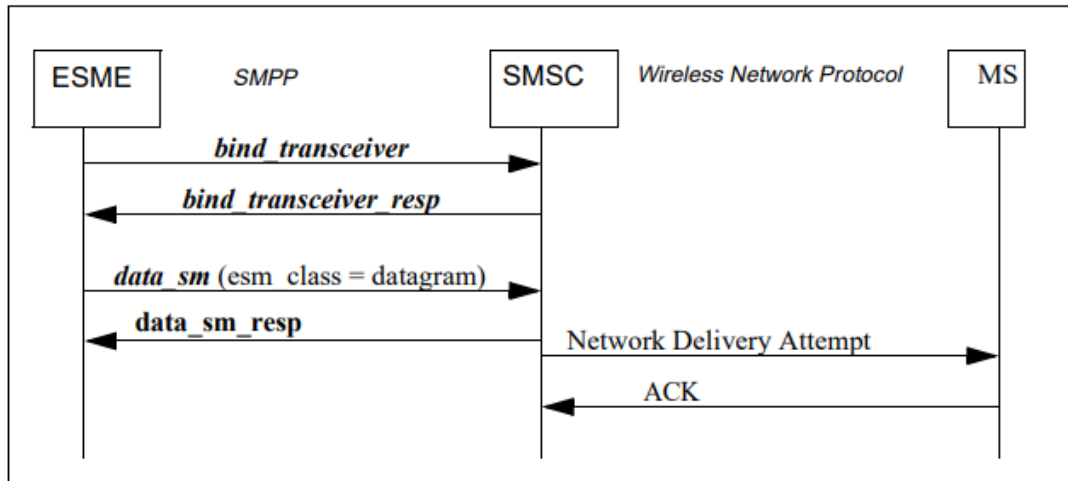 ESME
SMPP
SMSC
Wireless Network Protocol
MS
bind_transceiver
bind_transceiver_resp
data_sm (esm_class = datagram)
data_sm_resp
Network Delivery Attempt
ACK